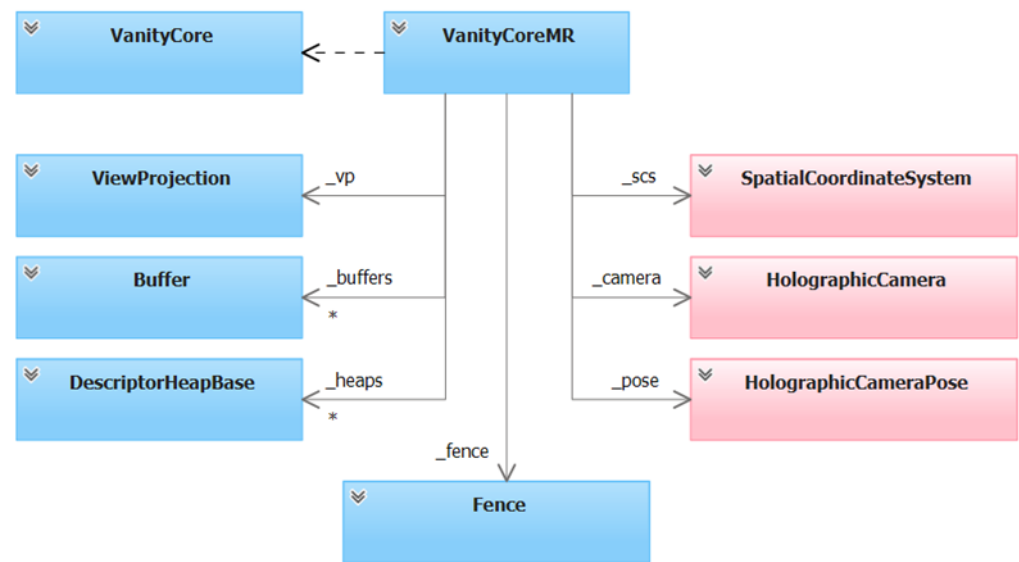 VanityCore
VanityCoreMR
ViewProjection
_vp
_scs
SpatialCoordinateSystem
Buffer
_buffers
*
_camera
HolographicCamera
DescriptorHeapBase
_heaps
*
_pose
HolographicCameraPose
_fence
Fence